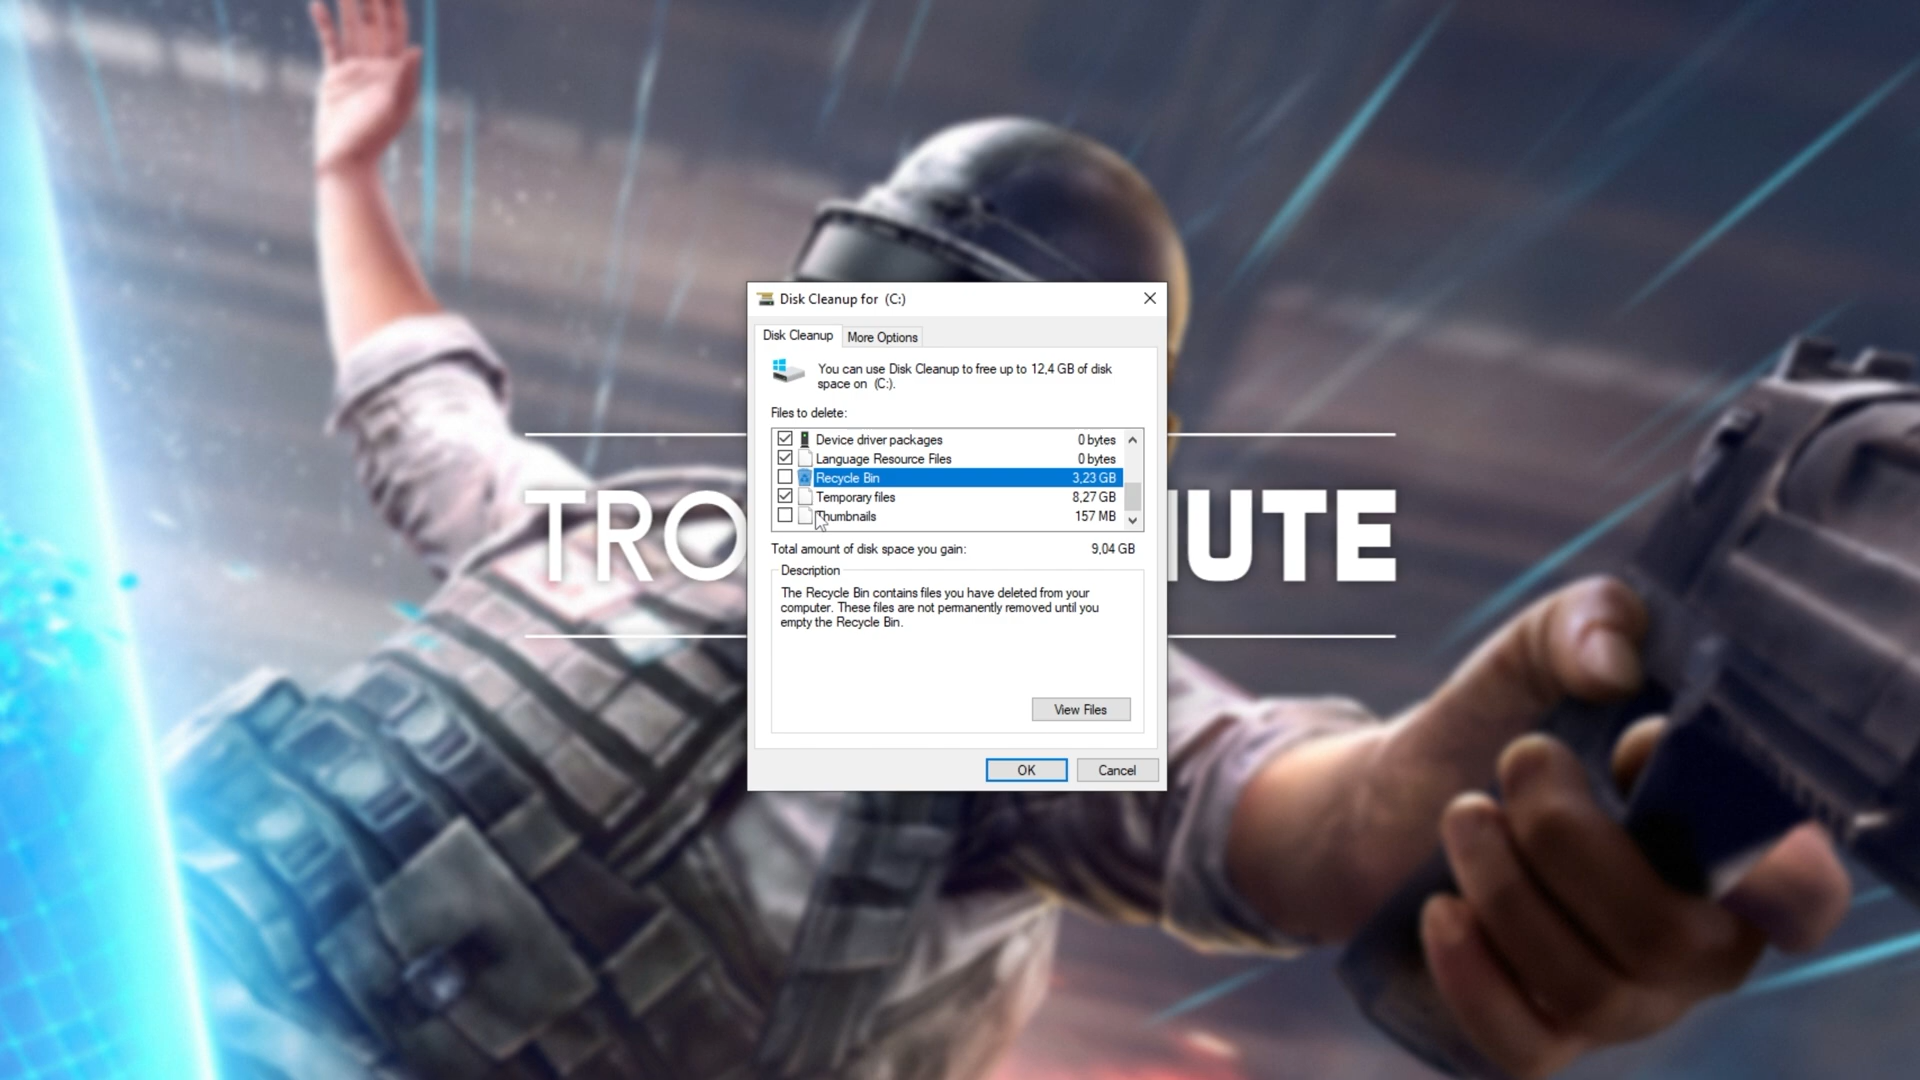 Disk Cleanup for (C:)
Disk Cleanup
More Options
You can use Disk Cleanup to free up to 12,4 GB of disk
space on (C:).
Files to delete:
Device driver packages 0 bytes
Language Resource Files 0 bytes
Recycle Bin 3,23 GB
Temporary files 8,27 GB
Thumbnails 157 MB
TRO
UTE
Total amount of disk space you gain: 9,04 GB
Description
The Recycle Bin contains files you have deleted from your
computer. These files are not permanently removed until you
empty the Recycle Bin.
View Files
OK
Cancel